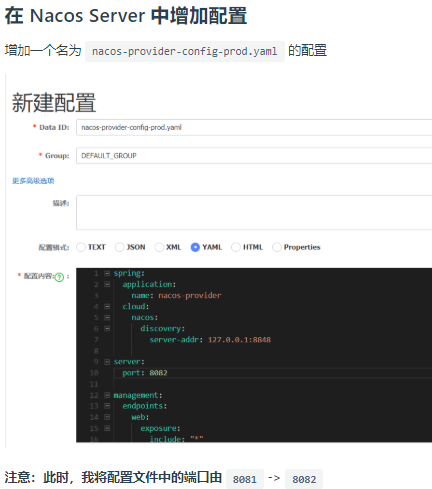 在 Nacos Server 中增加配置
增加一个名为 nacos-provider-config-prod.yaml 的配置
新建配置
* Data ID: nacos-provider-config-prod.yaml
* Group: DEFAULT_GROUP
更多高级选项
描述:
配置格式: TEXT JSON XML YAML HTML Properties
* 配置内容 ? :
1 spring:
2 application:
3 name: nacos-provider
4 cloud:
5 nacos:
6 discovery:
7 server-addr: 127.0.0.1:8848
8
9 server:
10 port: 8082
11
12 management:
13 endpoints:
14 web:
15 exposure:
16 include: "*"
注意：此时，我将配置文件中的端口由 8081 -> 8082